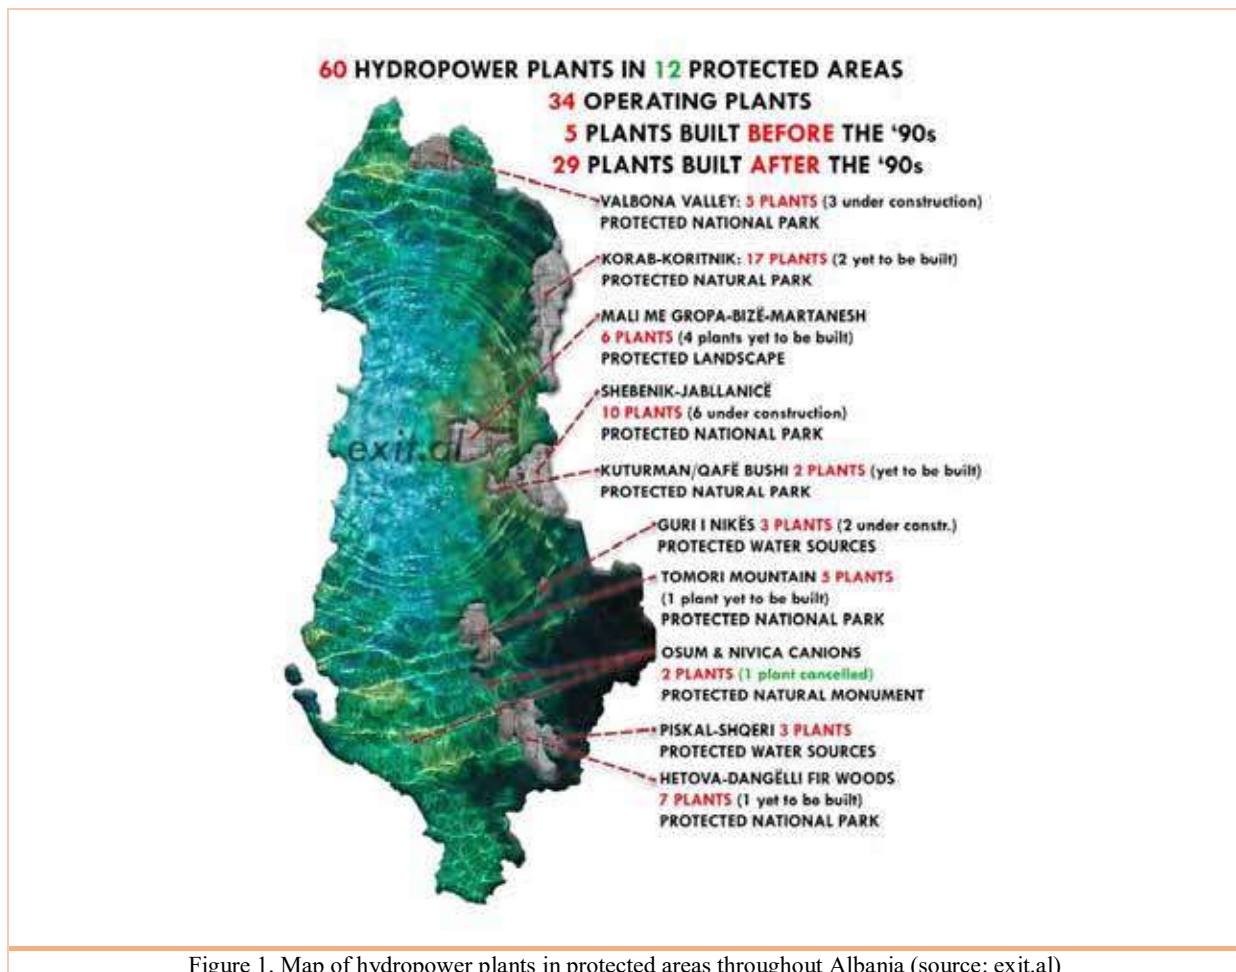 60 HYDROPOWER PLANTS IN 12 PROTECTED AREAS
34 OPERATING PLANTS
5 PLANTS BUILT BEFORE THE ‘90s
29 PLANTS BUILT AFTER THE ‘90s
VALBONA VALLEY: 5 PLANTS (3 under construction)
PROTECTED NATIONAL PARK
KORAB-KORITNIK: 17 PLANTS (2 yet to be built)
PROTECTED NATURAL PARK
MALI ME GROPA-BIZË-MARTANESH
6 PLANTS (4 plants yet to be built)
PROTECTED LANDSCAPE
SHEBENIK-JABLLANICË
10 PLANTS (6 under construction)
PROTECTED NATIONAL PARK
exit.al
KUTURMAN/QAFË BUSHI 2 PLANTS (yet to be built)
PROTECTED NATURAL PARK
GURI I NIKËS 3 PLANTS (2 under constr.)
PROTECTED WATER SOURCES
TOMORI MOUNTAIN 5 PLANTS
(1 plant yet to be built)
PROTECTED NATIONAL PARK
OSUM & NIVICA CANIONS
2 PLANTS (1 plant cancelled)
PROTECTED NATURAL MONUMENT
PISKAL-SHQERI 3 PLANTS
PROTECTED WATER SOURCES
HETOVA-DANGËLLI FIR WOODS
7 PLANTS (1 yet to be built)
PROTECTED NATIONAL PARK
Figure 1. Map of hydropower plants in protected areas throughout Albania (source: exit.al)